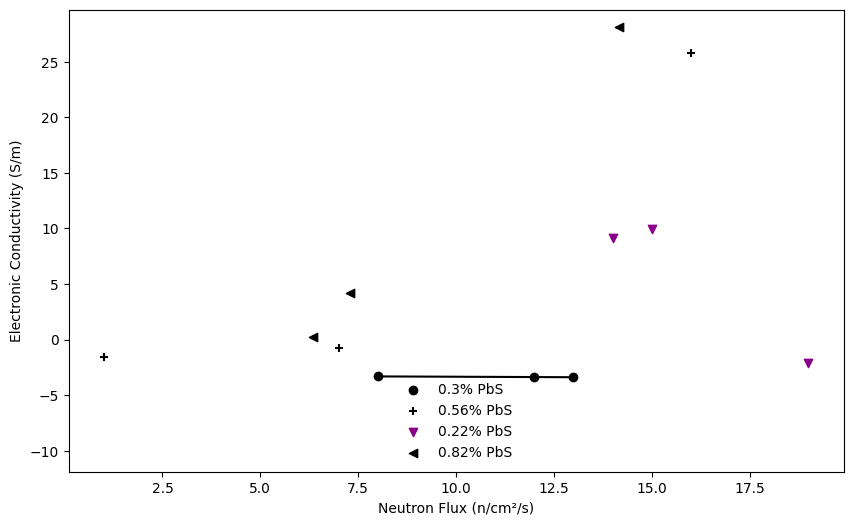 Electronic Conductivity (S/m)
25
20
15
10
5
0
−5
−10
0.3% PbS
0.56% PbS
0.22% PbS
0.82% PbS
2.5 5.0 7.5 10.0 12.5 15.0 17.5
Neutron Flux (n/cm²/s)